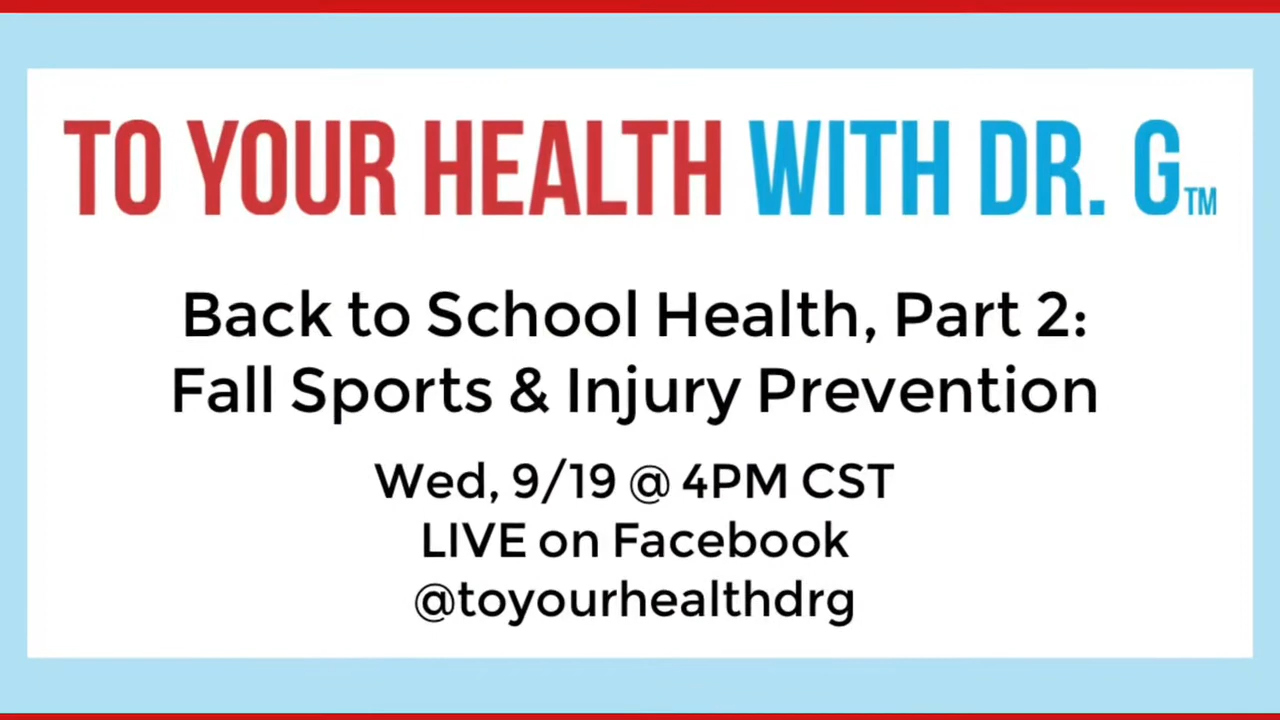 TO YOUR HEALTH WITH DR. G™
Back to School Health, Part 2:
Fall Sports & Injury Prevention
Wed, 9/19 @ 4PM CST
LIVE on Facebook
@toyourhealthdrg